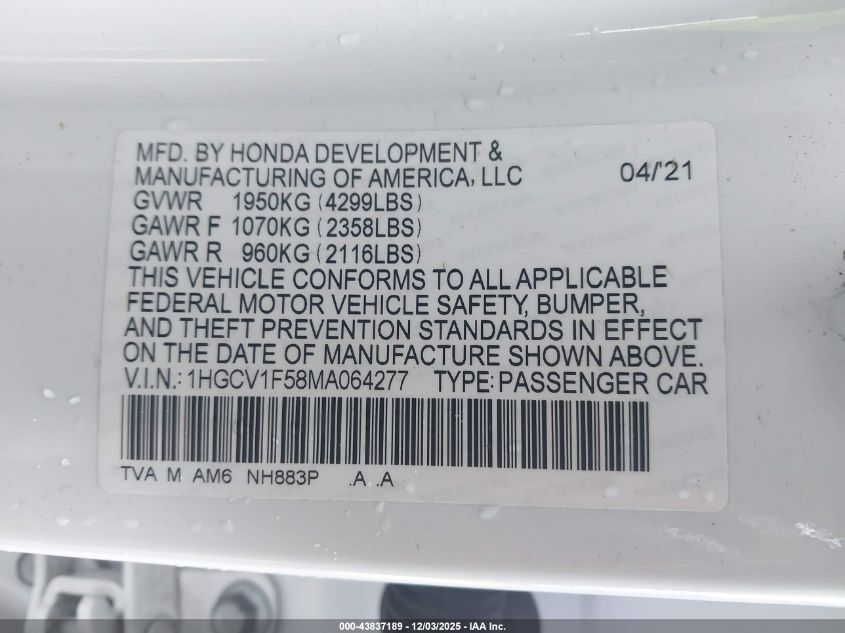 MFD. BY HONDA DEVELOPMENT &
MANUFACTURING OF AMERICA, LLC 04/'21
GVWR 1950KG (4299LBS)
GAWR F 1070KG (2358LBS)
GAWR R 960KG (2116LBS)
THIS VEHICLE CONFORMS TO ALL APPLICABLE
FEDERAL MOTOR VEHICLE SAFETY, BUMPER,
AND THEFT PREVENTION STANDARDS IN EFFECT
ON THE DATE OF MANUFACTURE SHOWN ABOVE.
V.I.N.: 1HGCV1F58MA064277 TYPE: PASSENGER CAR
TVA M AM6 NH883P .A .A
000-43837189 - 12/03/2025 - IAA Inc.